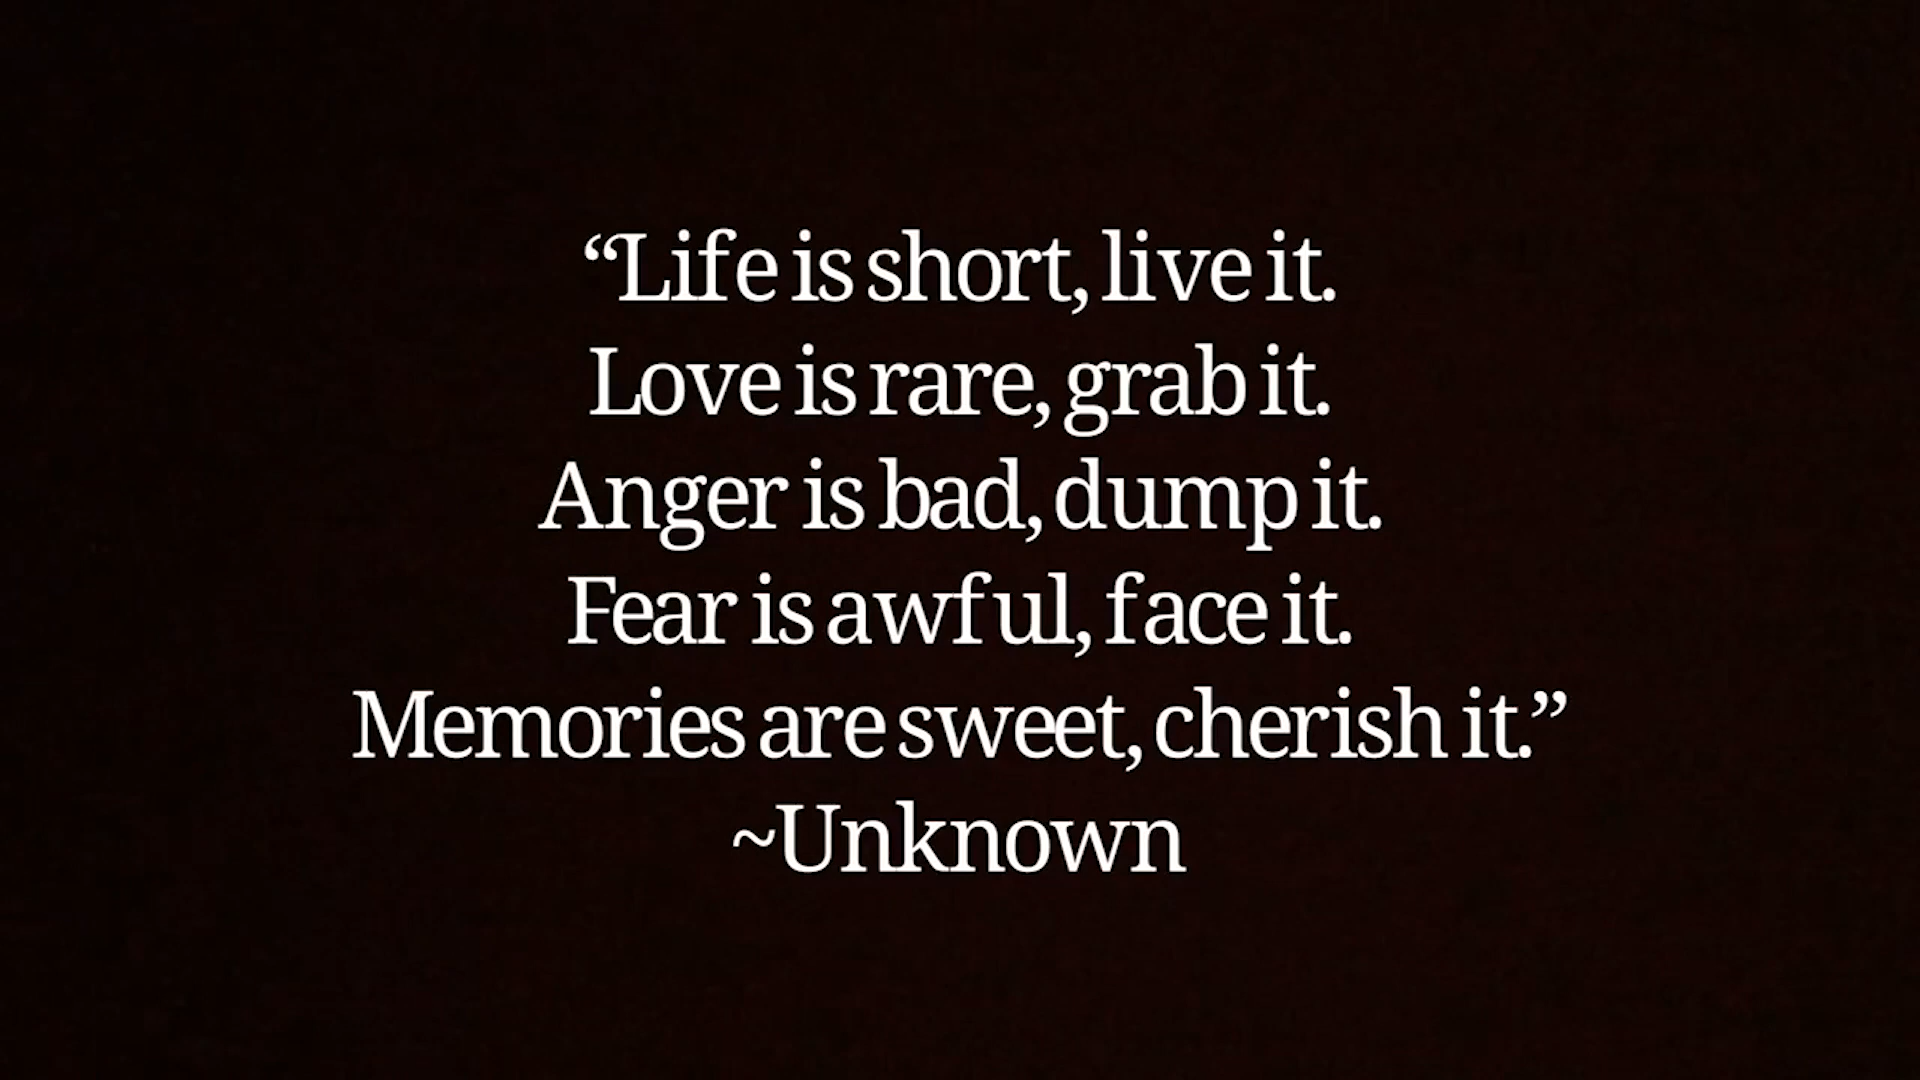 “Life is short, live it.
Love is rare, grab it.
Anger is bad, dump it.
Fear is awful, face it.
Memories are sweet, cherish it.”
~Unknown